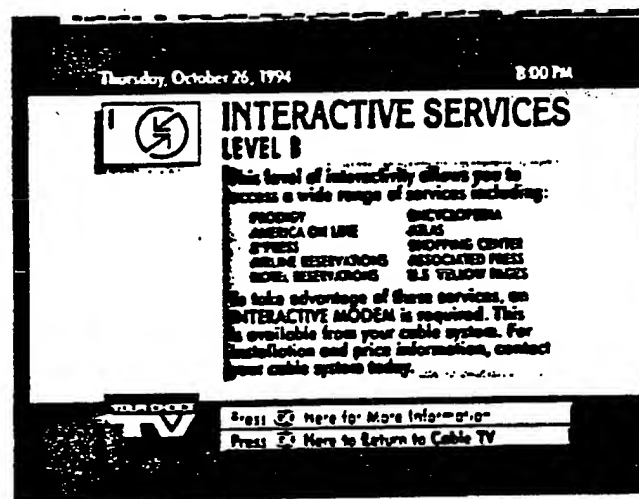 Thursday, October 26, 1994
8:00 PM
INTERACTIVE SERVICES
LEVEL B
This level of interactivity allows you to
access a wide range of services including:
PRODIGY ENCYCLOPEDIA
AMERICA ON LINE ATLAS
X*PRESS SHOPPING CENTER
AIRLINE RESERVATIONS ASSOCIATED PRESS
HOTEL RESERVATIONS U.S YELLOW PAGES
To take advantage of these services, an
INTERACTIVE MODEM is required. This
is available from your cable system. For
installation and price information, contact
your cable system today.
TV
Press Here for More Information
Press Here to Return to Cable TV